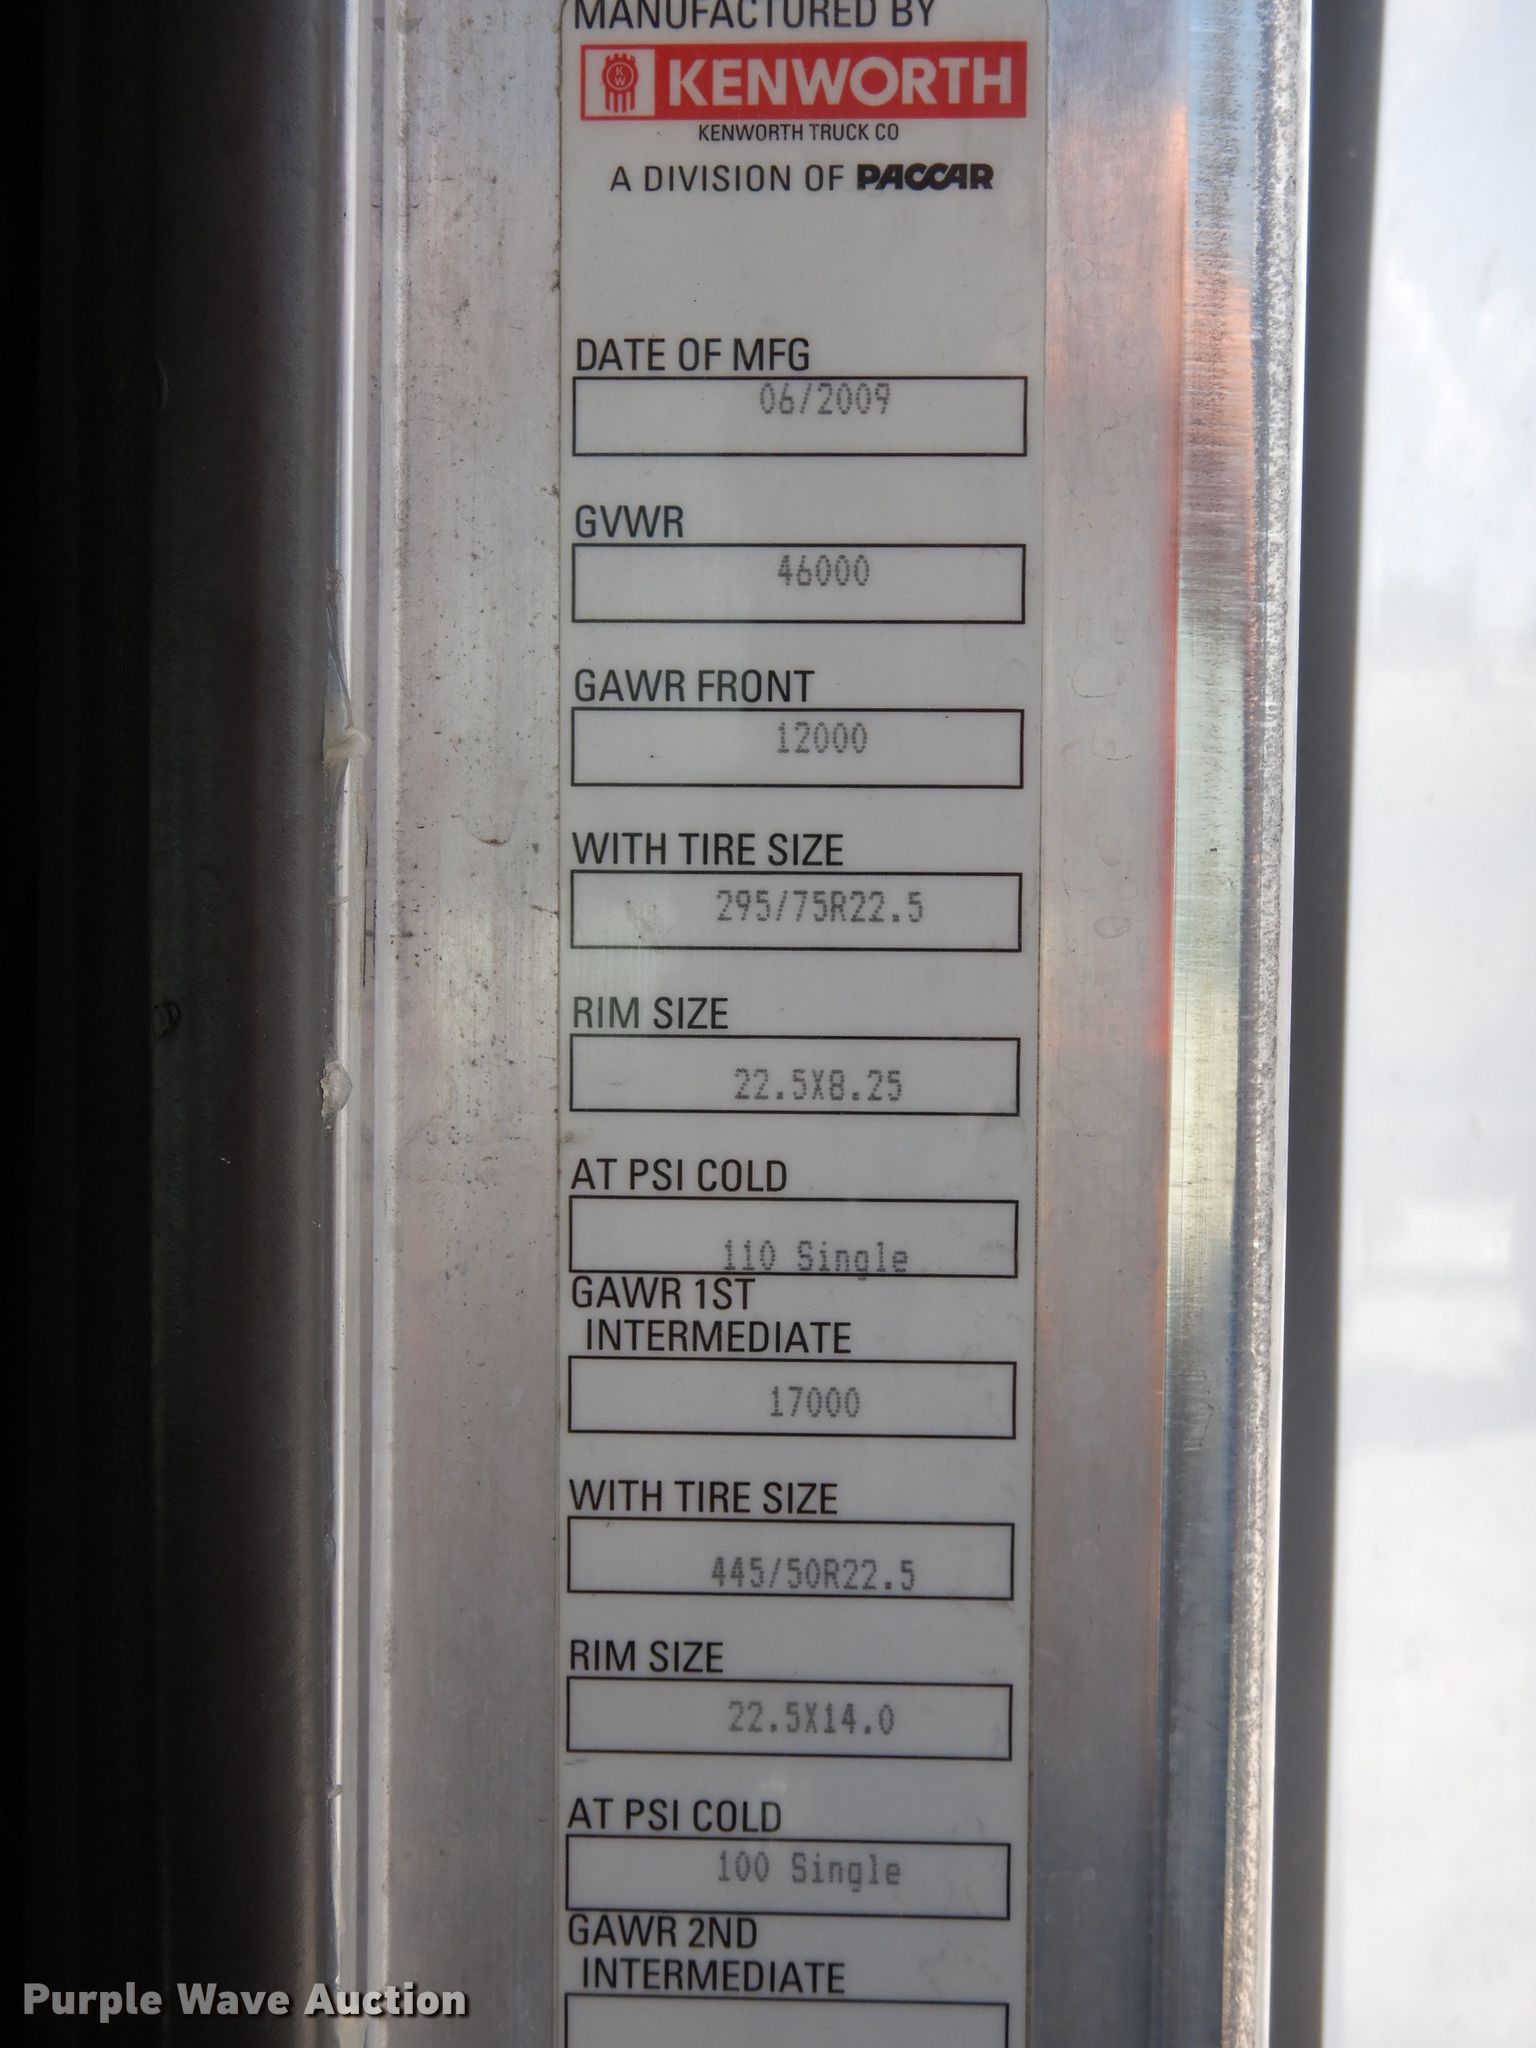 MANUFACTURED BY
KW KENWORTH
KENWORTH TRUCK CO
A DIVISION OF PACCAR
DATE OF MFG
06/2009
GVWR
46000
GAWR FRONT
12000
WITH TIRE SIZE
295/75R22.5
RIM SIZE
22.5X8.25
AT PSI COLD
110 Single
GAWR 1ST
INTERMEDIATE
17000
WITH TIRE SIZE
445/50R22.5
RIM SIZE
22.5X14.0
AT PSI COLD
100 Single
GAWR 2ND
INTERMEDIATE
Purple Wave Auction